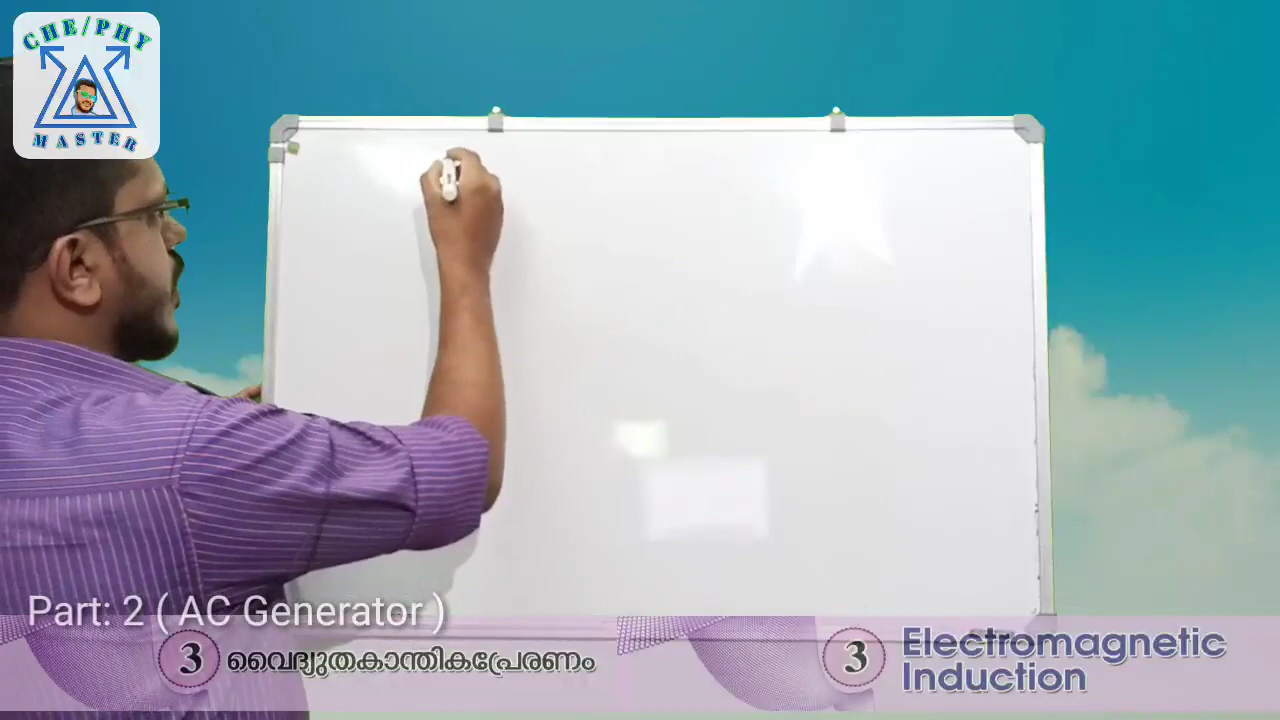 CHE/PHY
MASTER
Part: 2 ( AC Generator )
3 വൈദ്യുതകാന്തികപ്രേരണം
3 Electromagnetic
Induction